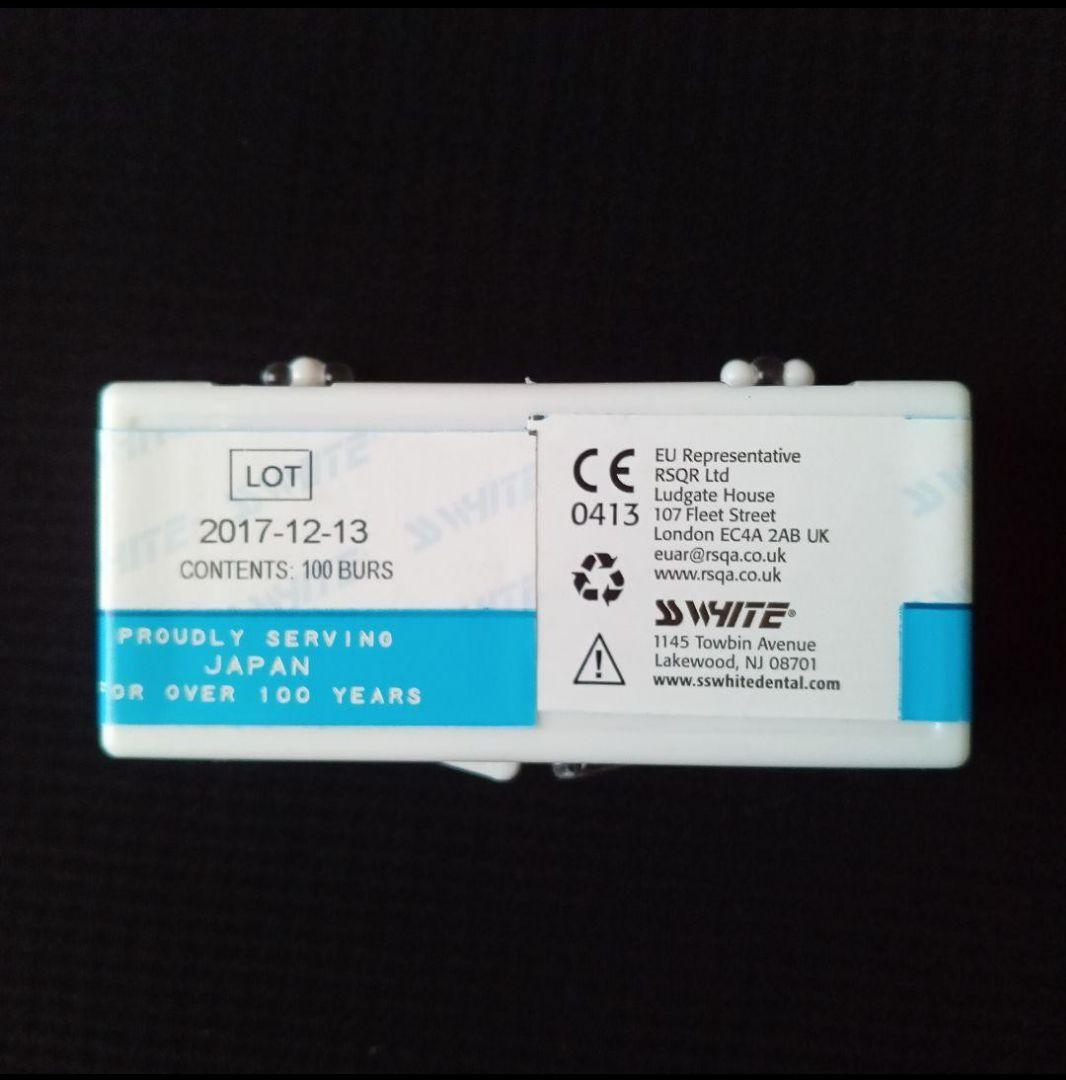 LOT
2017-12-13
CONTENTS: 100 BURS
PROUDLY SERVING
JAPAN
FOR OVER 100 YEARS
CE
0413
EU Representative
RSQR Ltd
Ludgate House
107 Fleet Street
London EC4A 2AB UK
euar@rsqa.co.uk
www.rsqa.co.uk
SS WHITE®
1145 Towbin Avenue
Lakewood, NJ 08701
www.sswhitedental.com